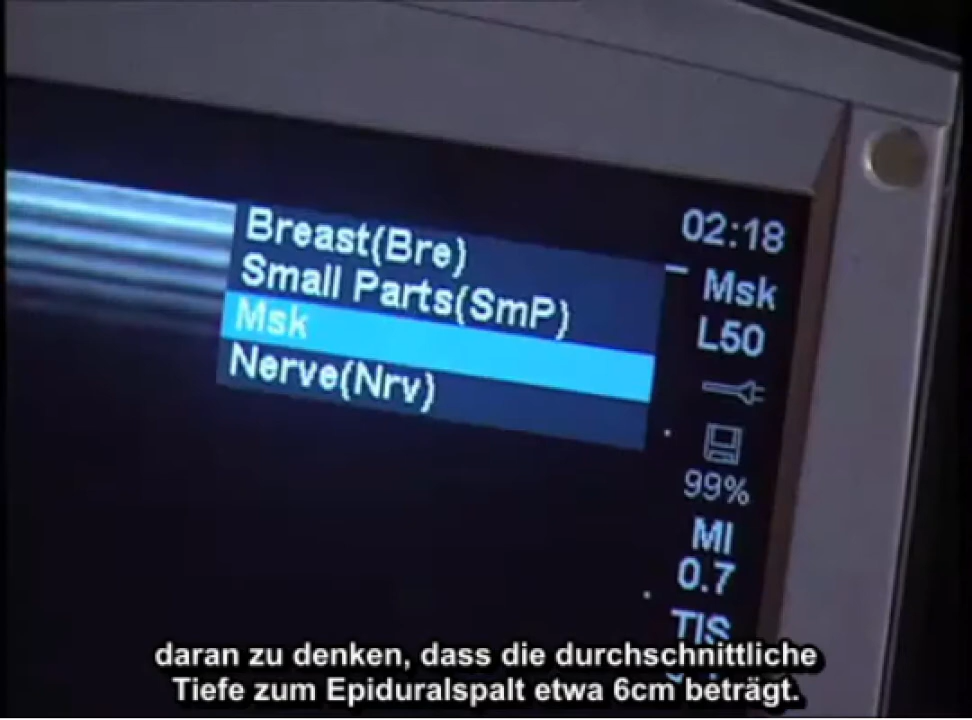 Breast(Bre)
Small Parts(SmP)
Msk
Nerve(Nrv)
02:18
Msk
L50
99%
MI
0.7
TIS
daran zu denken, dass die durchschnittliche
Tiefe zum Epiduralspalt etwa 6cm beträgt.